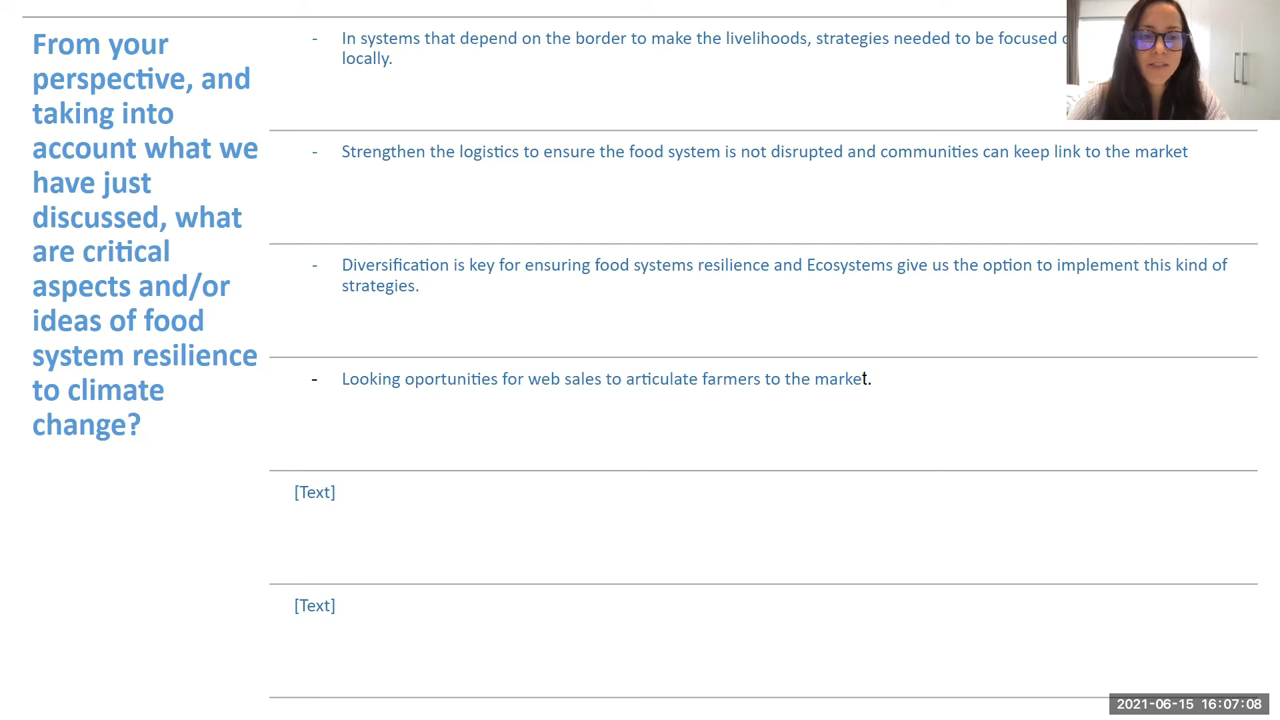 From your
perspective, and
taking into
account what we
have just
discussed, what
are critical
aspects and/or
ideas of food
system resilience
to climate
change?
- In systems that depend on the border to make the livelihoods, strategies needed to be focused
locally.
- Strengthen the logistics to ensure the food system is not disrupted and communities can keep link to the market
- Diversification is key for ensuring food systems resilience and Ecosystems give us the option to implement this kind of
strategies.
- Looking oportunities for web sales to articulate farmers to the market.
[Text]
[Text]
2021-06-15 16:07:08